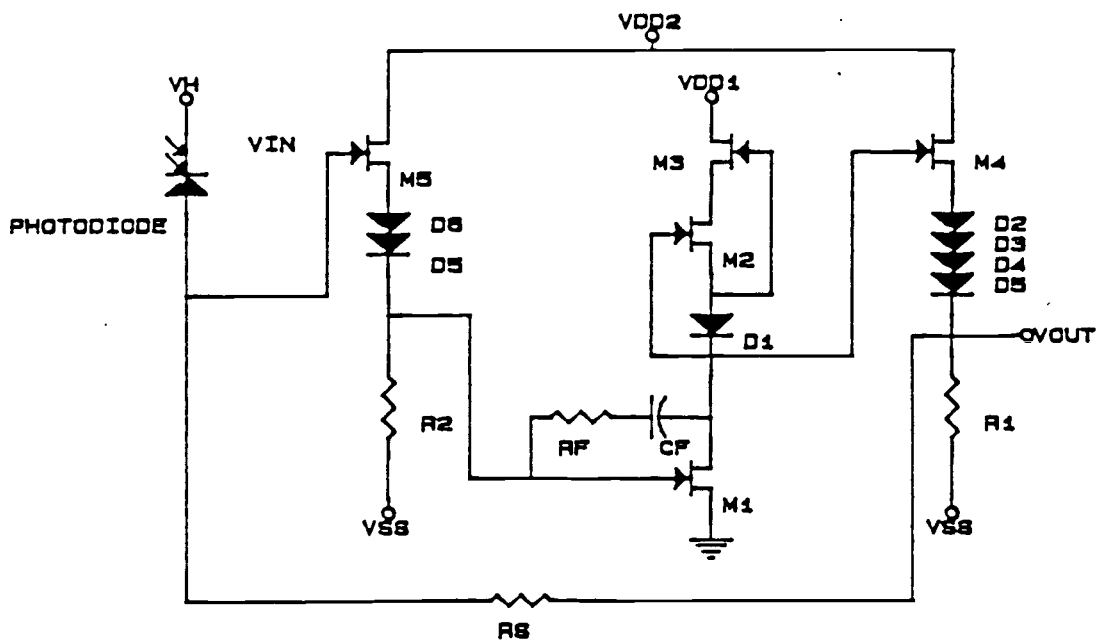 VDD2
VH
VDD1
VIN
M5
M3
M4
PHOTODIODE
D6
D5
M2
D2
D3
D4
D5
D1
VOUT
R2
RF
CF
R1
M1
VSS
VSS
RS